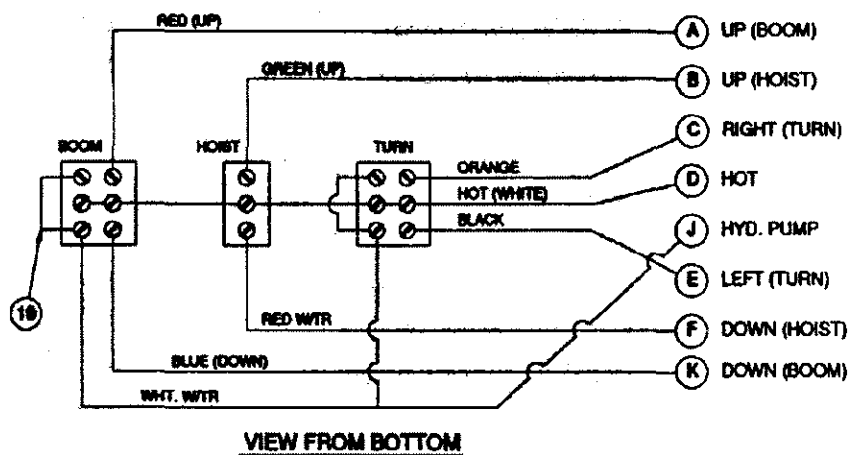 RED (UP)
A UP (BOOM)
GREEN (UP)
B UP (HOIST)
BOOM HOIST TURN
C RIGHT (TURN)
ORANGE
HOT (WHITE)
D HOT
BLACK
J HYD. PUMP
E LEFT (TURN)
RED W/TR
F DOWN (HOIST)
BLUE (DOWN)
K DOWN (BOOM)
WHT. W/TR
VIEW FROM BOTTOM